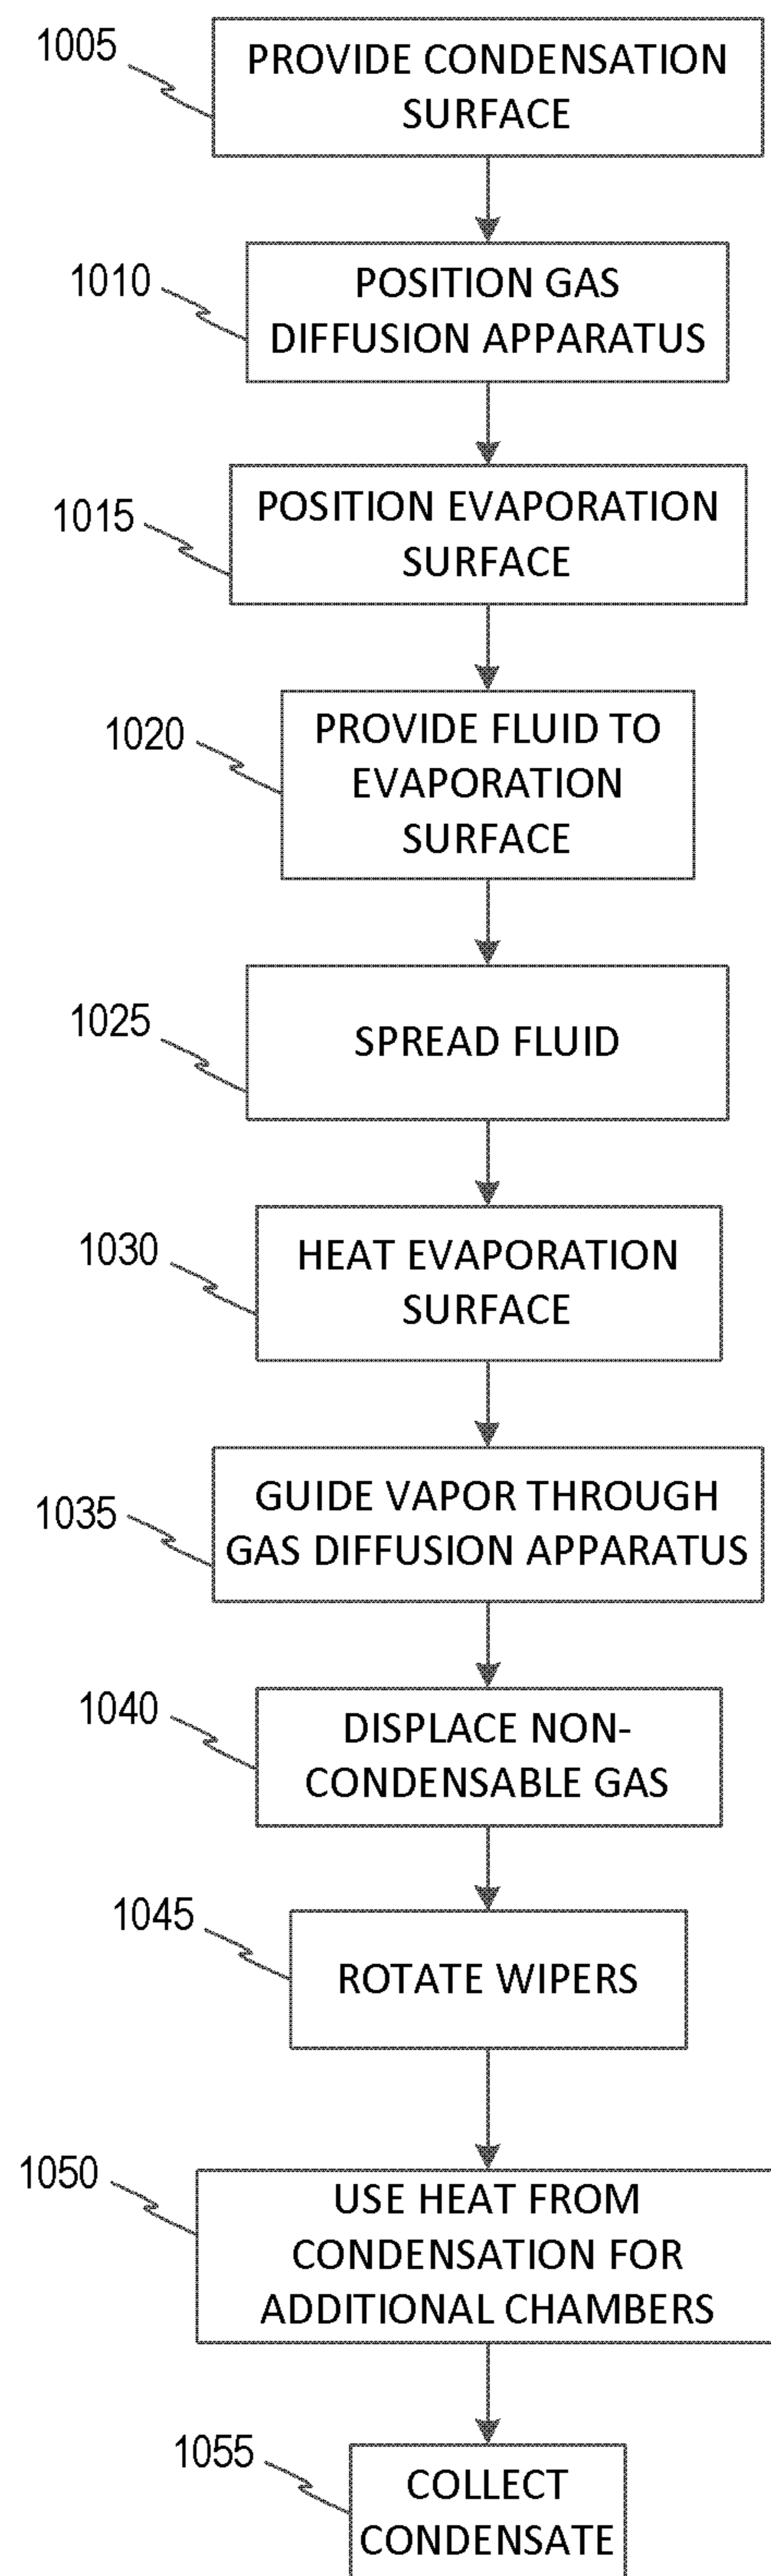 1005
PROVIDE CONDENSATION
SURFACE
1010
POSITION GAS
DIFFUSION APPARATUS
1015
POSITION EVAPORATION
SURFACE
1020
PROVIDE FLUID TO
EVAPORATION
SURFACE
1025
SPREAD FLUID
1030
HEAT EVAPORATION
SURFACE
1035
GUIDE VAPOR THROUGH
GAS DIFFUSION APPARATUS
1040
DISPLACE NON-
CONDENSABLE GAS
1045
ROTATE WIPERS
1050
USE HEAT FROM
CONDENSATION FOR
ADDITIONAL CHAMBERS
1055
COLLECT
CONDENSATE